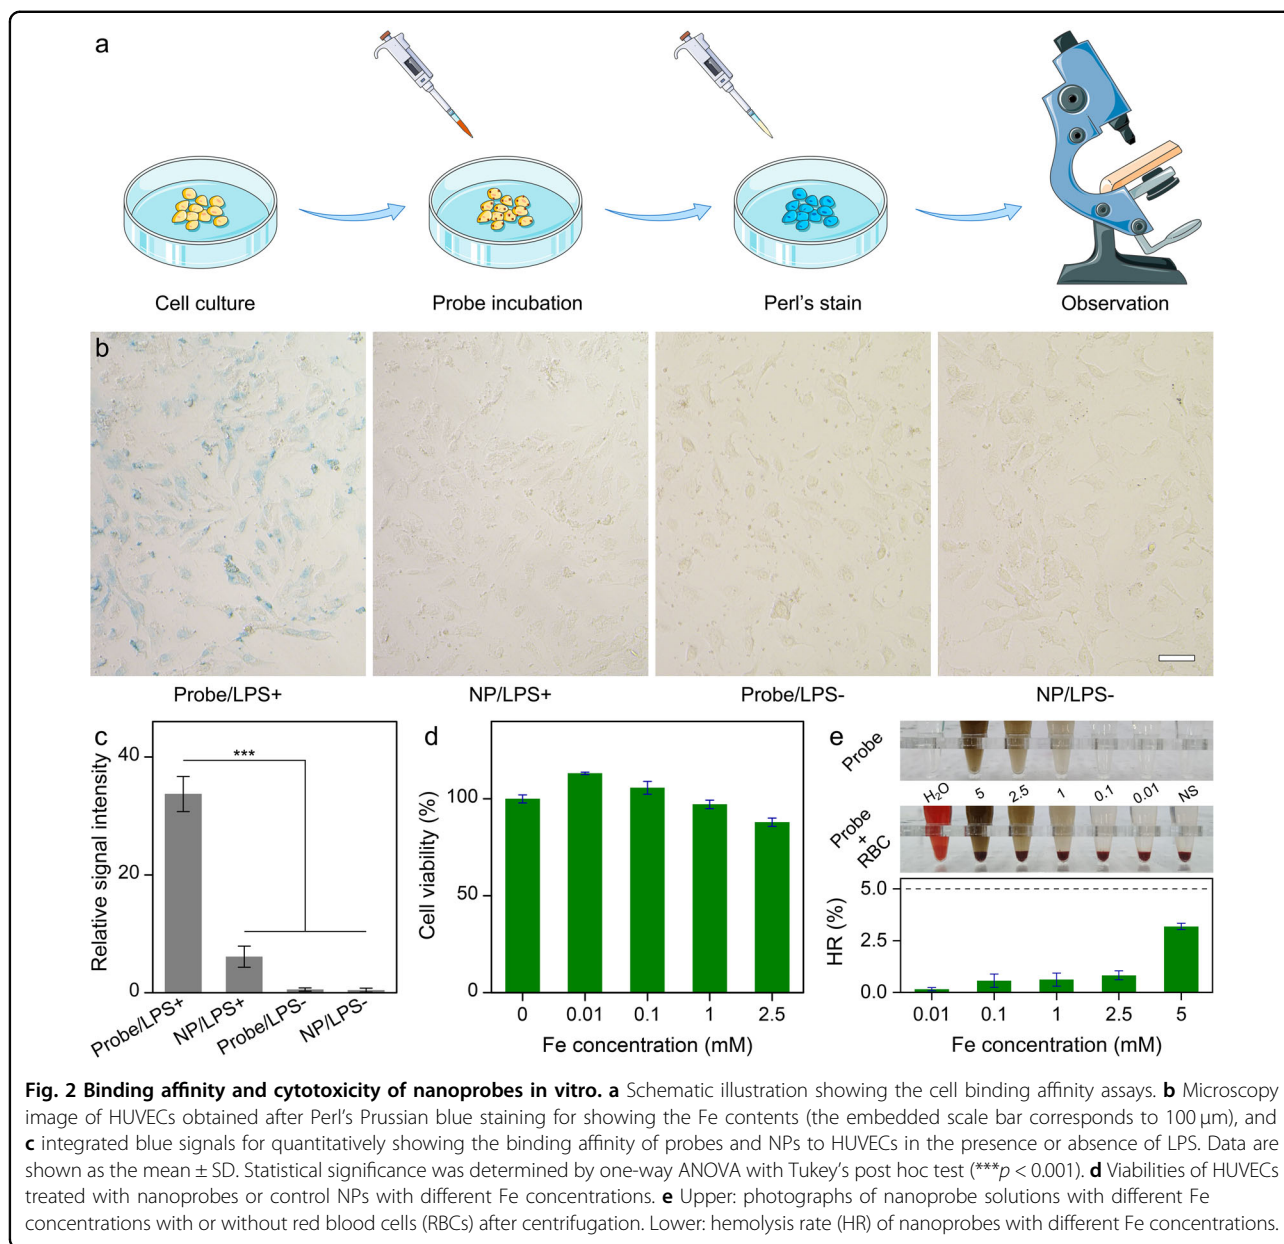 a
Cell culture
Probe incubation
Perl's stain
Observation
b
Probe/LPS+
NP/LPS+
Probe/LPS-
NP/LPS-
c
Relative signal intensity
40
20
0
***
Probe/LPS+
NP/LPS+
Probe/LPS-
NP/LPS-
d
Cell viability (%)
100
50
0
0
0.01
0.1
1
2.5
Fe concentration (mM)
e
Probe
H₂O
5
2.5
1
0.1
0.01
NS
Probe
+
RBC
HR (%)
5.0
2.5
0.0
0.01
0.1
1
2.5
5
Fe concentration (mM)
Fig. 2 Binding affinity and cytotoxicity of nanoprobes in vitro. a Schematic illustration showing the cell binding affinity assays. b Microscopy
image of HUVECs obtained after Perl's Prussian blue staining for showing the Fe contents (the embedded scale bar corresponds to 100 μm), and
c integrated blue signals for quantitatively showing the binding affinity of probes and NPs to HUVECs in the presence or absence of LPS. Data are
shown as the mean ± SD. Statistical significance was determined by one-way ANOVA with Tukey's post hoc test (***p < 0.001). d Viabilities of HUVECs
treated with nanoprobes or control NPs with different Fe concentrations. e Upper: photographs of nanoprobe solutions with different Fe
concentrations with or without red blood cells (RBCs) after centrifugation. Lower: hemolysis rate (HR) of nanoprobes with different Fe concentrations.